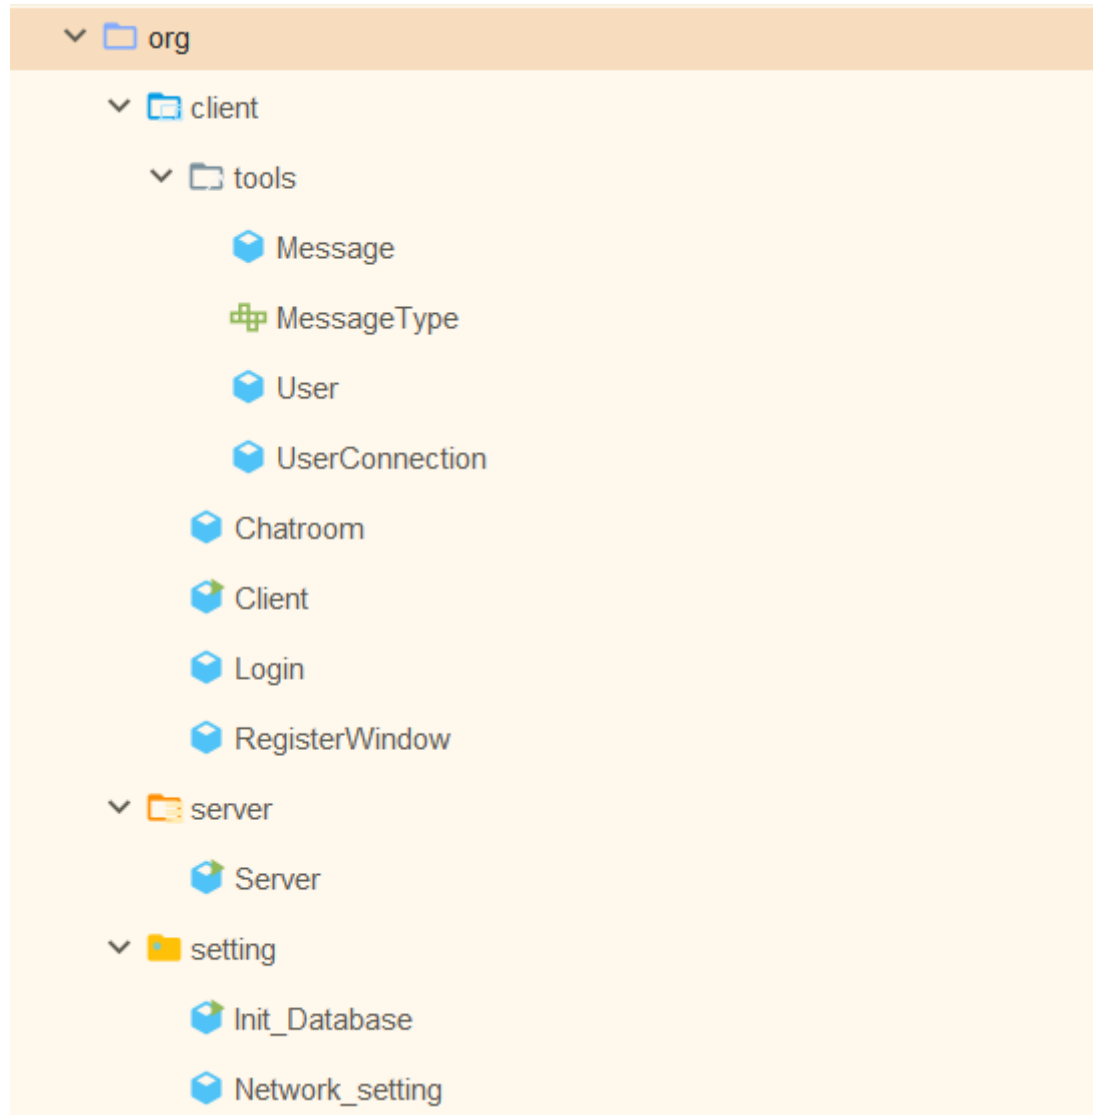 org
client
tools
Message
MessageType
User
UserConnection
Chatroom
Client
Login
RegisterWindow
server
Server
setting
Init_Database
Network_setting